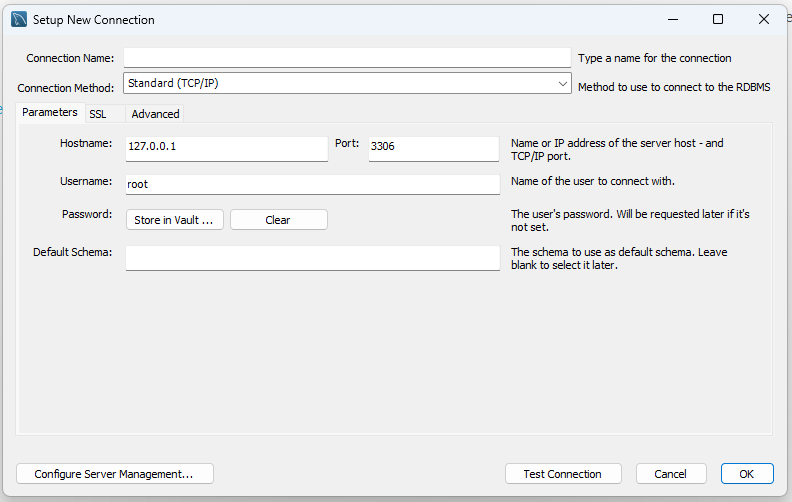 Setup New Connection
Connection Name:
Type a name for the connection
Connection Method:
Standard (TCP/IP)
Method to use to connect to the RDBMS
Parameters
SSL
Advanced
Hostname:
127.0.0.1
Port:
3306
Name or IP address of the server host - and
TCP/IP port.
Username:
root
Name of the user to connect with.
Password:
Store in Vault ...
Clear
The user's password. Will be requested later if it's
not set.
Default Schema:
The schema to use as default schema. Leave
blank to select it later.
Configure Server Management...
Test Connection
Cancel
OK